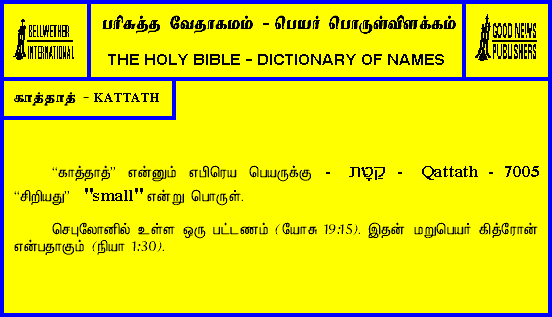 BELLWETHER
INTERNATIONAL
பரிசுத்த வேதாகமம் - பெயர் பொருள்விளக்கம்
THE HOLY BIBLE - DICTIONARY OF NAMES
GOOD NEWS
PUBLISHERS
காத்தாத் - KATTATH
“காத்தாத்” என்னும் எபிரெய பெயருக்கு - קַטָּת - Qattath - 7005
“சிறியது” "small" என்று பொருள்.
செபுலோனில் உள்ள ஒரு பட்டணம் (யோசு 19:15). இதன் மறுபெயர் கித்ரோன்
என்பதாகும் (நியா 1:30).